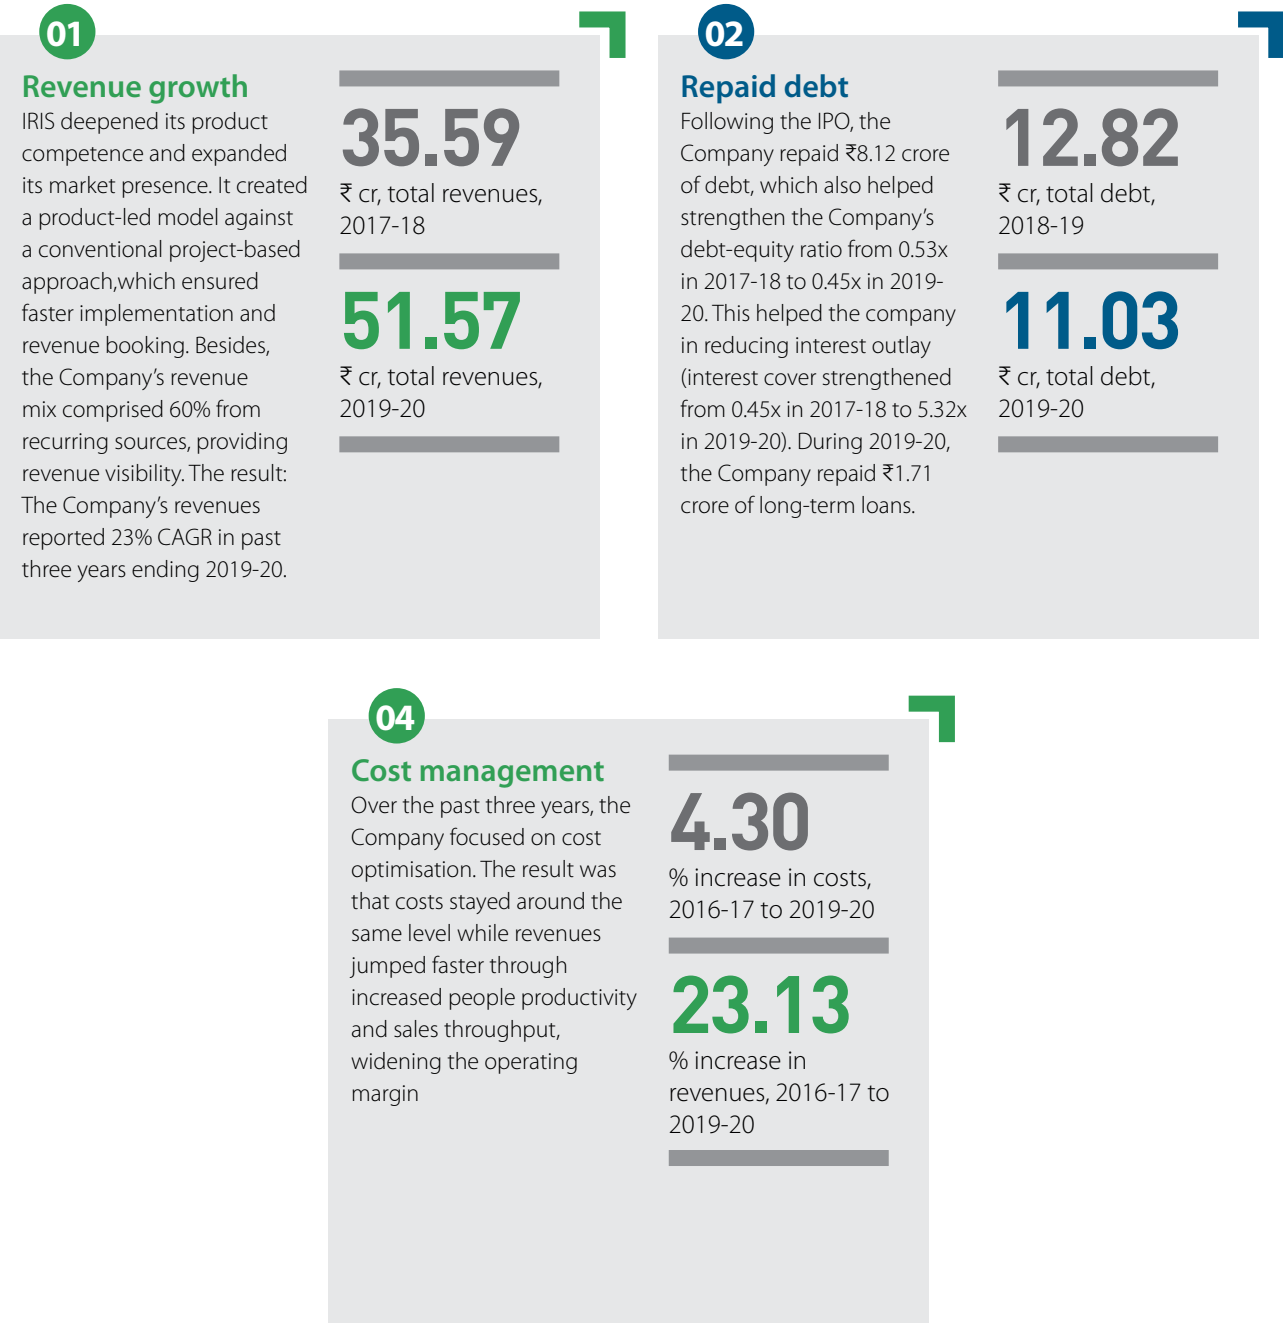 01
Revenue growth
IRIS deepened its product
competence and expanded
its market presence. It created
a product-led model against
a conventional project-based
approach,which ensured
faster implementation and
revenue booking. Besides,
the Company’s revenue
mix comprised 60% from
recurring sources, providing
revenue visibility. The result:
The Company’s revenues
reported 23% CAGR in past
three years ending 2019-20.
35.59
₹ cr, total revenues,
2017-18
51.57
₹ cr, total revenues,
2019-20
02
Repaid debt
Following the IPO, the
Company repaid ₹8.12 crore
of debt, which also helped
strengthen the Company’s
debt-equity ratio from 0.53x
in 2017-18 to 0.45x in 2019-
20. This helped the company
in reducing interest outlay
(interest cover strengthened
from 0.45x in 2017-18 to 5.32x
in 2019-20). During 2019-20,
the Company repaid ₹1.71
crore of long-term loans.
12.82
₹ cr, total debt,
2018-19
11.03
₹ cr, total debt,
2019-20
04
Cost management
Over the past three years, the
Company focused on cost
optimisation. The result was
that costs stayed around the
same level while revenues
jumped faster through
increased people productivity
and sales throughput,
widening the operating
margin
4.30
% increase in costs,
2016-17 to 2019-20
23.13
% increase in
revenues, 2016-17 to
2019-20